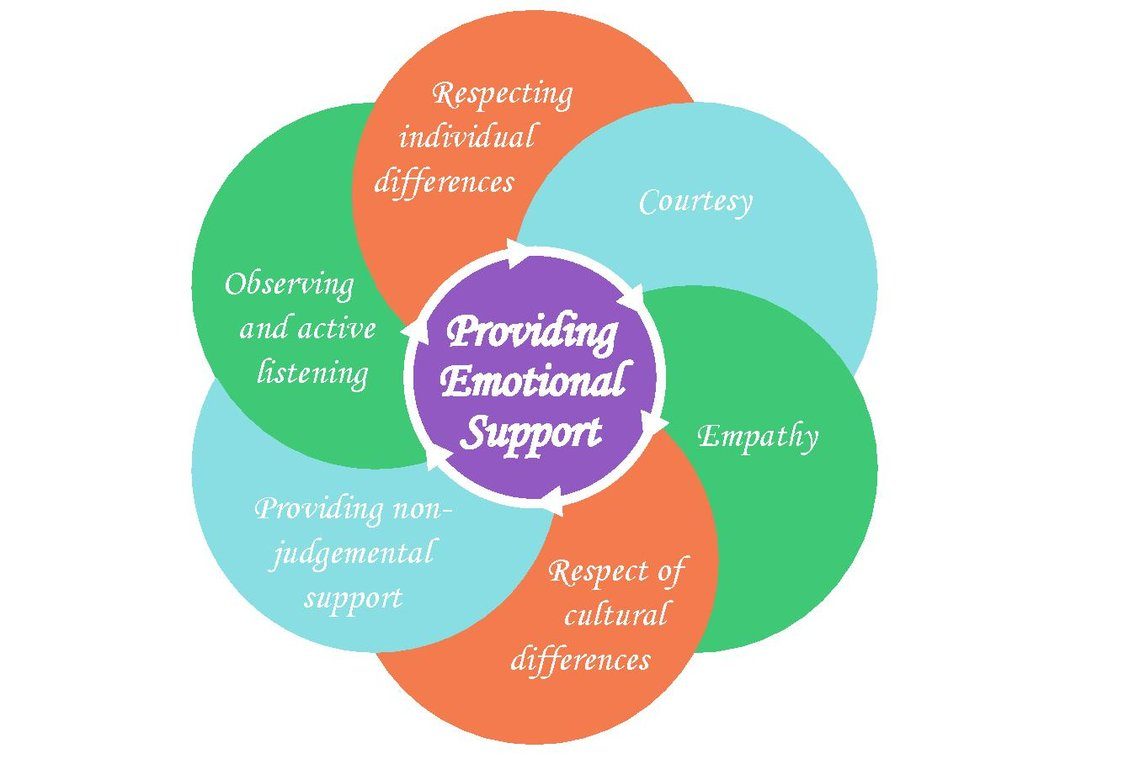 Respecting
individual
differences
Courtesy
Empathy
Respect of
cultural
differences
Providing non-
judgemental
support
Observing
and active
listening
Providing
Emotional
Support